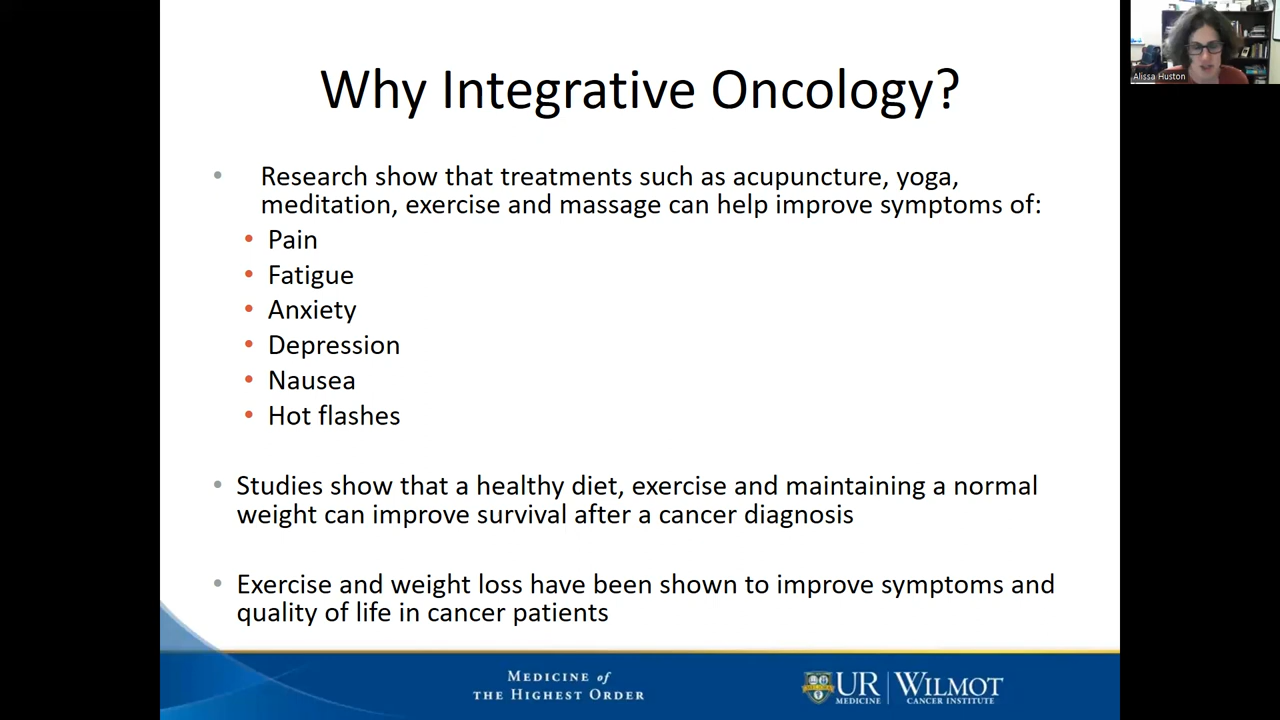 Why Integrative Oncology?
Alissa Huston
• Research show that treatments such as acupuncture, yoga,
meditation, exercise and massage can help improve symptoms of:
• Pain
• Fatigue
• Anxiety
• Depression
• Nausea
• Hot flashes
• Studies show that a healthy diet, exercise and maintaining a normal
weight can improve survival after a cancer diagnosis
• Exercise and weight loss have been shown to improve symptoms and
quality of life in cancer patients
MEDICINE of
THE HIGHEST ORDER
UR
MEDICINE
WILMOT
CANCER INSTITUTE